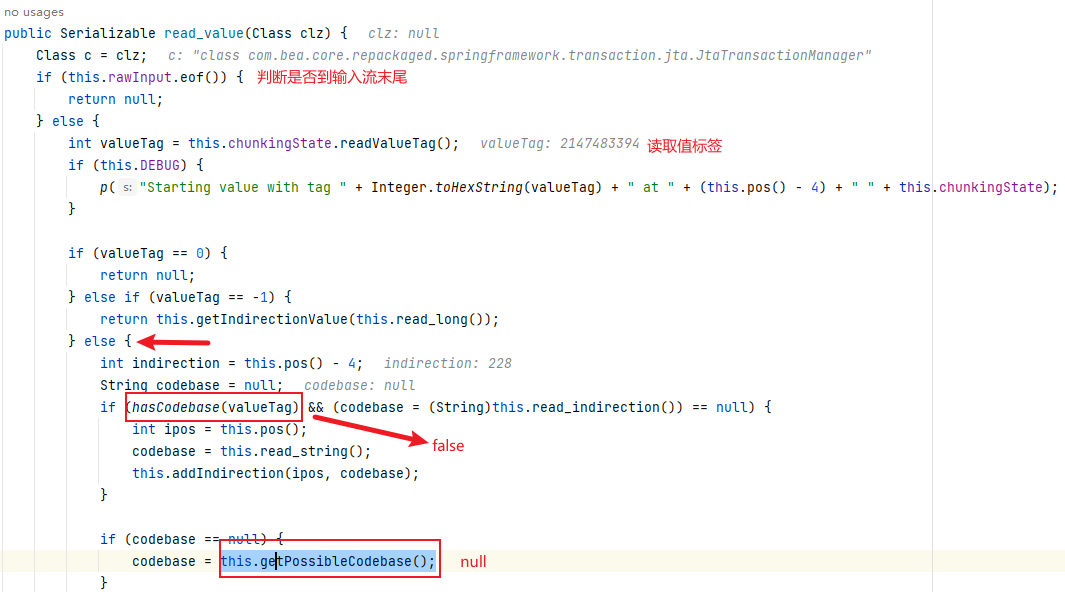 no usages
public Serializable read_value(Class clz) {   clz: null
    Class c = clz;   c: "class com.bea.core.repackaged.springframework.transaction.jta.JtaTransactionManager"
    if (this.rawInput.eof()) {   判断是否到输入流末尾
        return null;
    } else {
        int valueTag = this.chunkingState.readValueTag();   valueTag: 2147483394   读取值标签
        if (this.DEBUG) {
            p( s: "Starting value with tag " + Integer.toHexString(valueTag) + " at " + (this.pos() - 4) + " " + this.chunkingState);
        }
        if (valueTag == 0) {
            return null;
        } else if (valueTag == -1) {
            return this.getIndirectionValue(this.read_long());
        } else {
            int indirection = this.pos() - 4;   indirection: 228
            String codebase = null;   codebase: null
            if (hasCodebase(valueTag) && (codebase = (String)this.read_indirection()) == null) {
                int ipos = this.pos();
false
                codebase = this.read_string();
                this.addIndirection(ipos, codebase);
            }
            if (codebase == null) {
                codebase = this.getPossibleCodebase();   null
            }